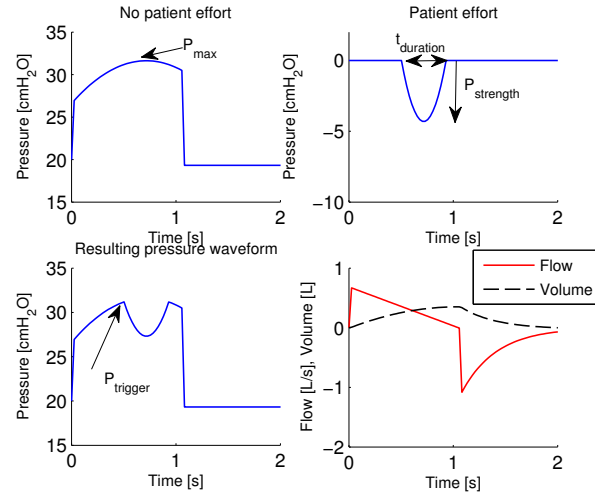 No patient effort
Pressure [cmH2O]
35
30
25
20
15
Pmax
0
1
2
Time [s]
Patient effort
Pressure [cmH2O]
0
−5
−10
tduration
Pstrength
0
1
2
Time [s]
Resulting pressure waveform
Pressure [cmH2O]
35
30
25
20
15
Ptrigger
0
1
2
Time [s]
Flow [L/s], Volume [L]
1
0
−1
−2
Flow
Volume
0
1
2
Time [s]